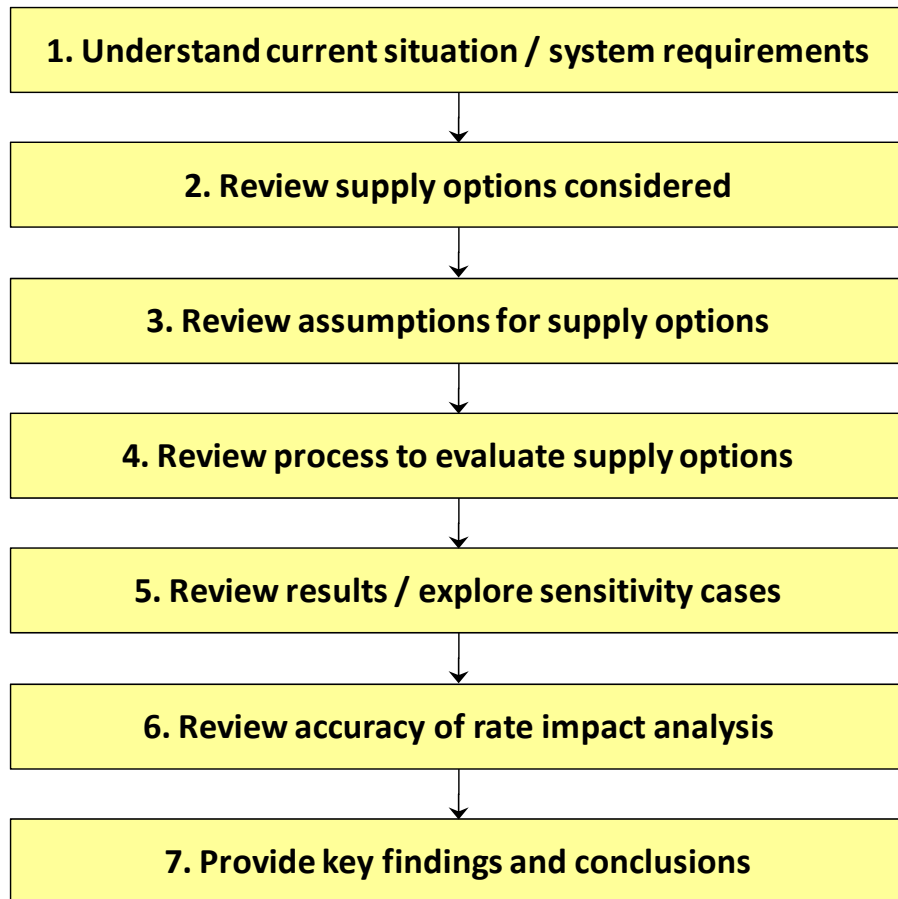 1. Understand current situation / system requirements
2. Review supply options considered
3. Review assumptions for supply options
4. Review process to evaluate supply options
5. Review results / explore sensitivity cases
6. Review accuracy of rate impact analysis
7. Provide key findings and conclusions